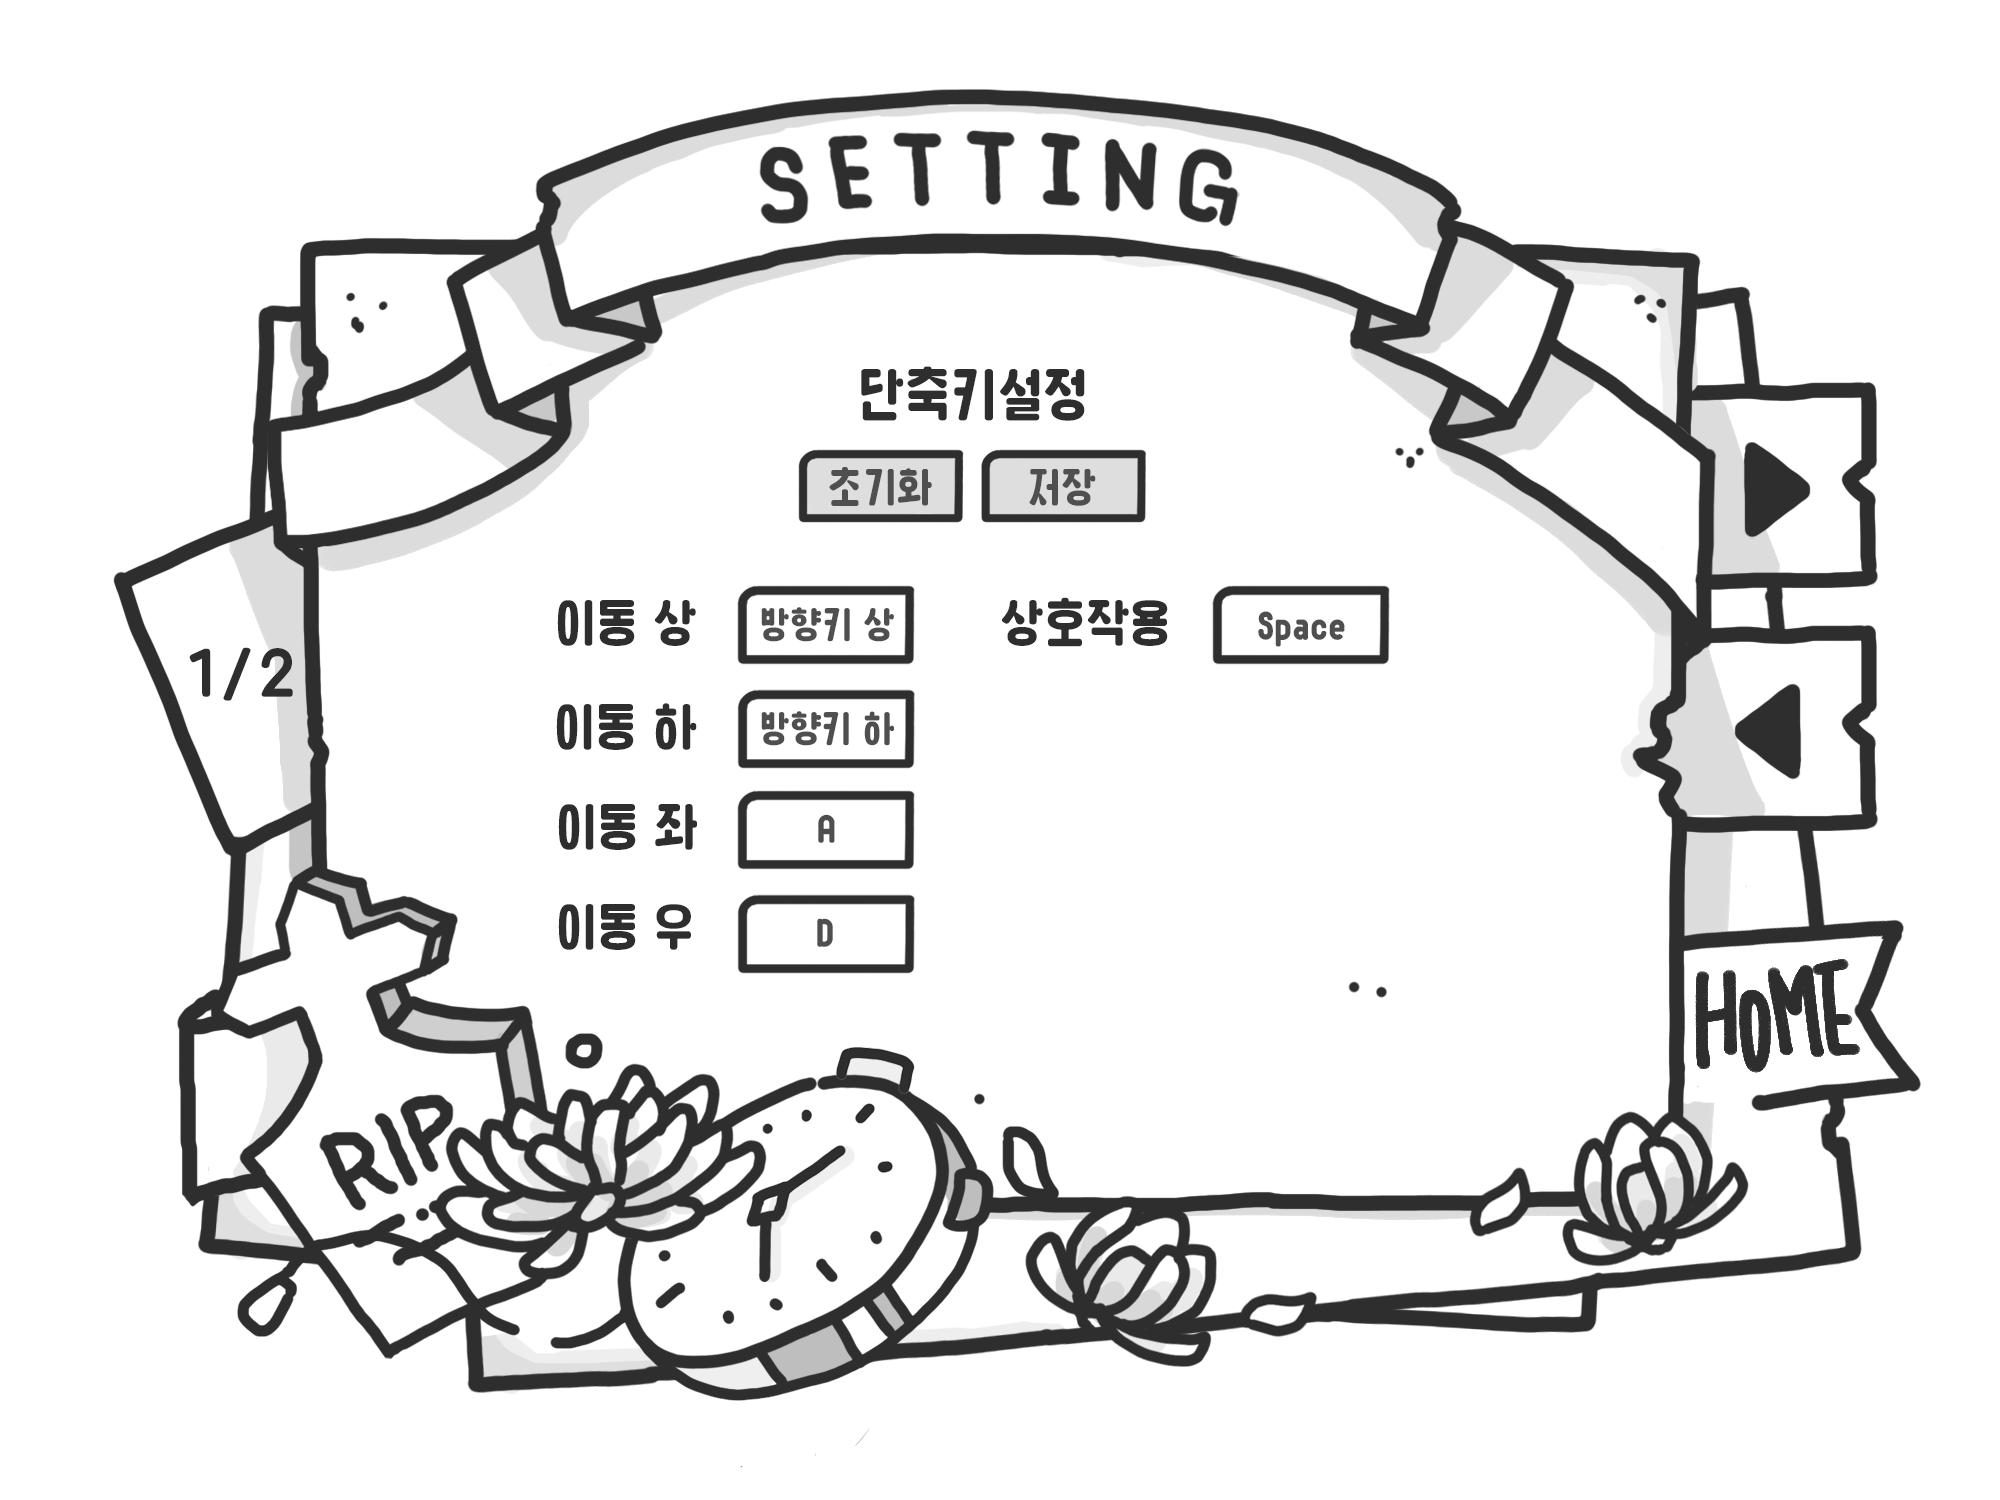 SETTING
단축키설정
초기화 저장
이동 상 방향키 상 상호작용 Space
1/2
이동 하 방향키 하
이동 좌 A
이동 우 D
HOME
RIP